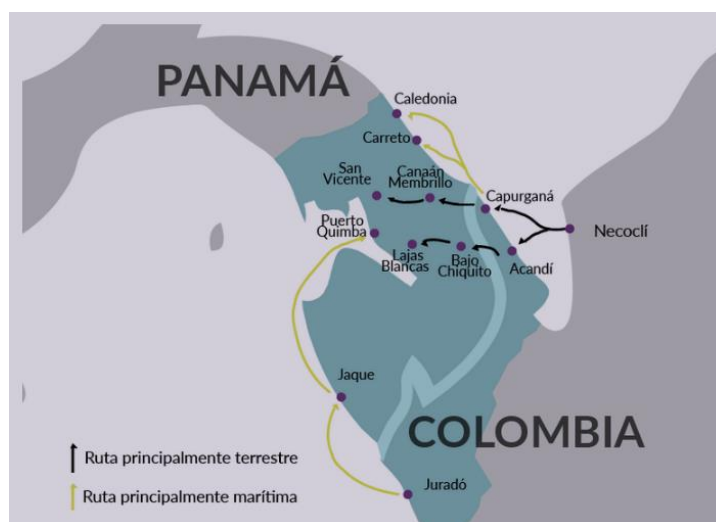 PANAMÁ
Caledonia
Carreto
San
Vicente
Canaán
Membrillo
Capurganá
Necoclí
Puerto
Quimba
Lajas
Blancas
Bajo
Chiquito
Acandí
Jaque
COLOMBIA
Ruta principalmente terrestre
Ruta principalmente marítima
Juradó